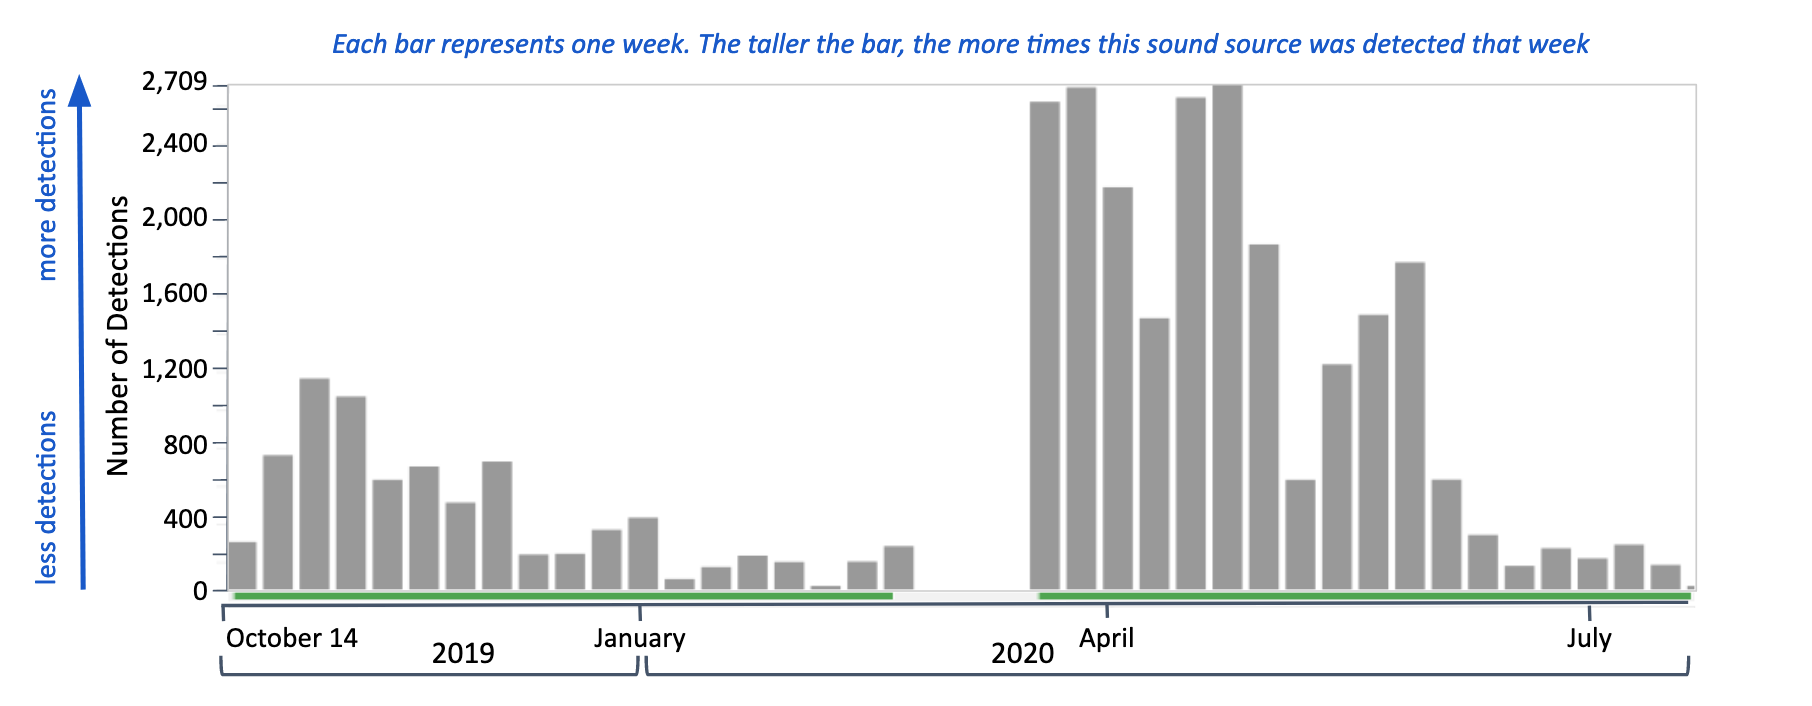 Each bar represents one week. The taller the bar, the more times this sound source was detected that week
more detections
less detections
Number of Detections
2,709
2,400
2,000
1,600
1,200
800
400
0
October 14
January
April
July
2019
2020